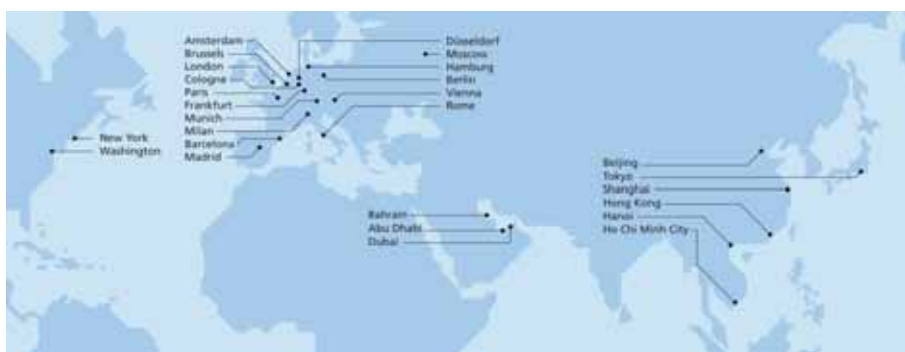 New York
Washington
Amsterdam
Brussels
London
Cologne
Paris
Frankfurt
Munich
Milan
Barcelona
Madrid
Düsseldorf
Moscow
Hamburg
Berlin
Vienna
Rome
Bahrain
Abu Dhabi
Dubai
Beijing
Tokyo
Shanghai
Hong Kong
Hanoi
Ho Chi Minh City